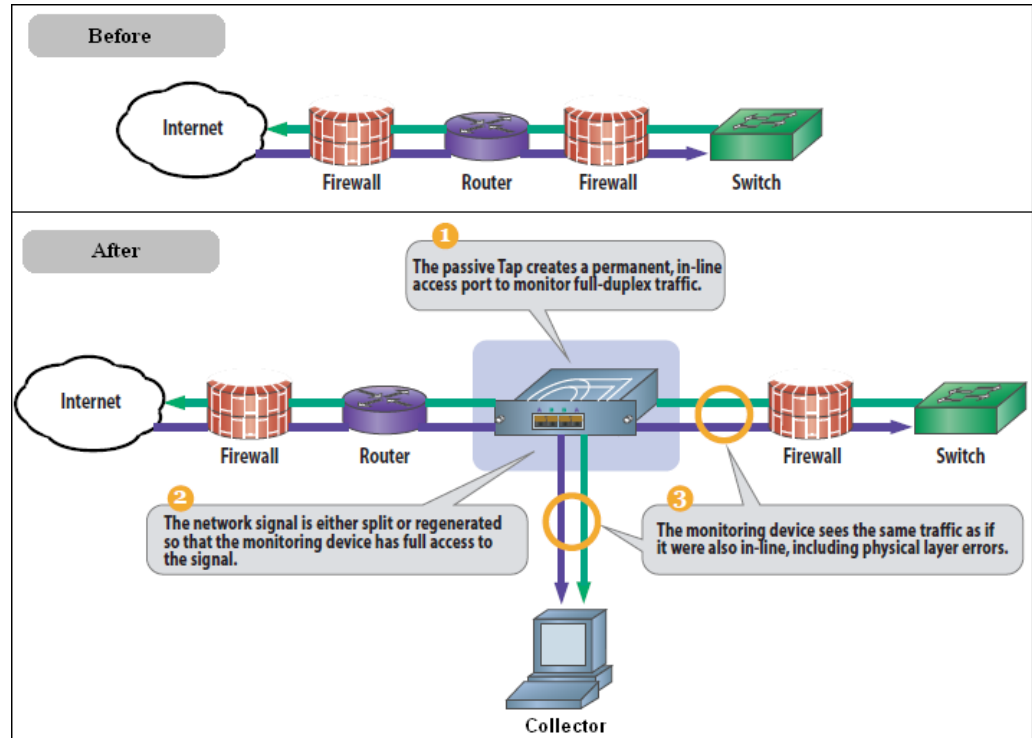 Before
Internet
Firewall
Router
Firewall
Switch
After
1
The passive Tap creates a permanent, in-line
access port to monitor full-duplex traffic.
Internet
Firewall
Router
Firewall
Switch
2
The network signal is either split or regenerated
so that the monitoring device has full access to
the signal.
3
The monitoring device sees the same traffic as if
it were also in-line, including physical layer errors.
Collector